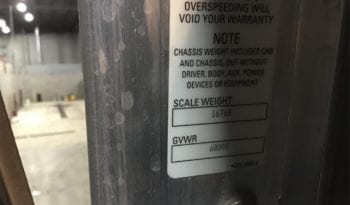 OVERSPEEDING WILL
VOID YOUR WARRANTY
NOTE
CHASSIS WEIGHT INCLUDES CAB
AND CHASSIS, BUT WITHOUT
DRIVER, BODY, AUX. POWER
DEVICES OR EQUIPMENT
SCALE WEIGHT
16760
GVWR
68000